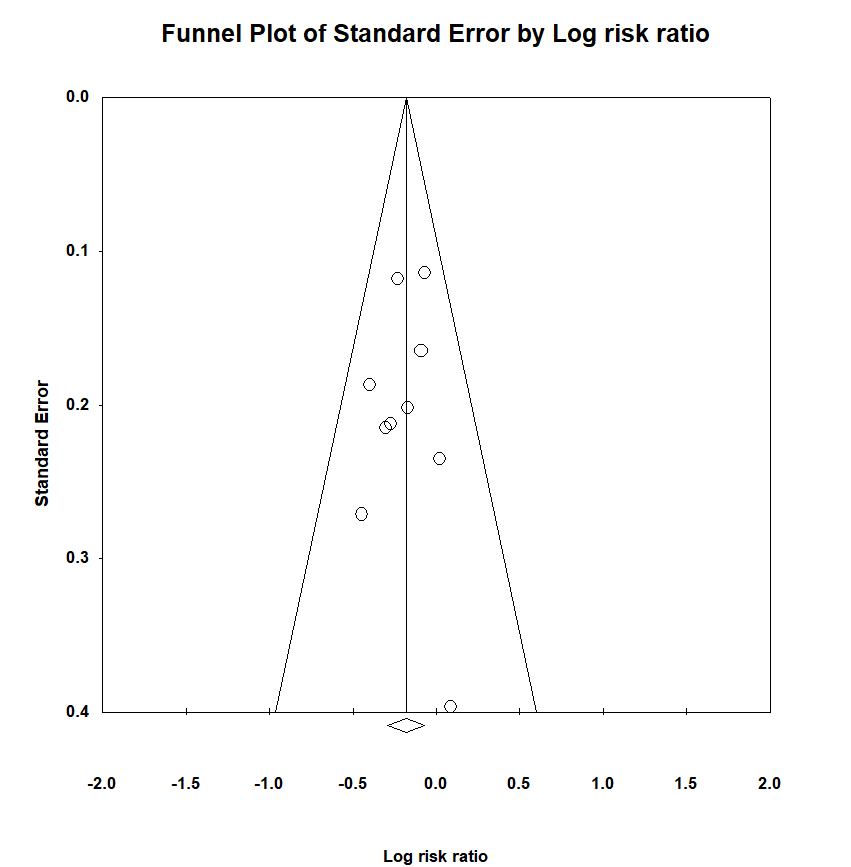 Funnel Plot of Standard Error by Log risk ratio
0.0
0.1
0.2
0.3
0.4
Standard Error
-2.0 -1.5 -1.0 -0.5 0.0 0.5 1.0 1.5 2.0
Log risk ratio